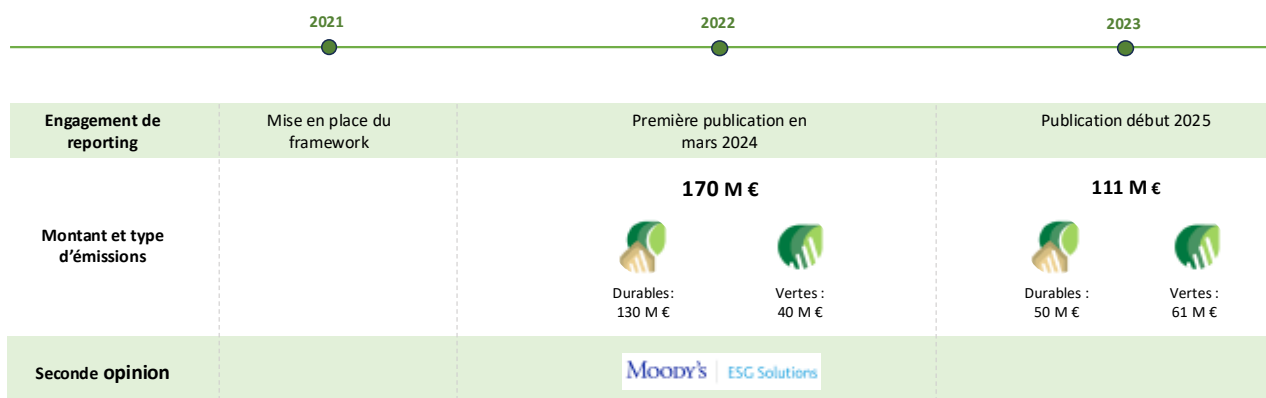 2021
2022
2023
Engagement de
reporting
Mise en place du
framework
Première publication en
mars 2024
Publication début 2025
Montant et type
d’émissions
170 M €
111 M €
Durables:
130 M €
Vertes :
40 M €
Durables :
50 M €
Vertes :
61 M €
Seconde opinion
MOODY'S | ESG Solutions